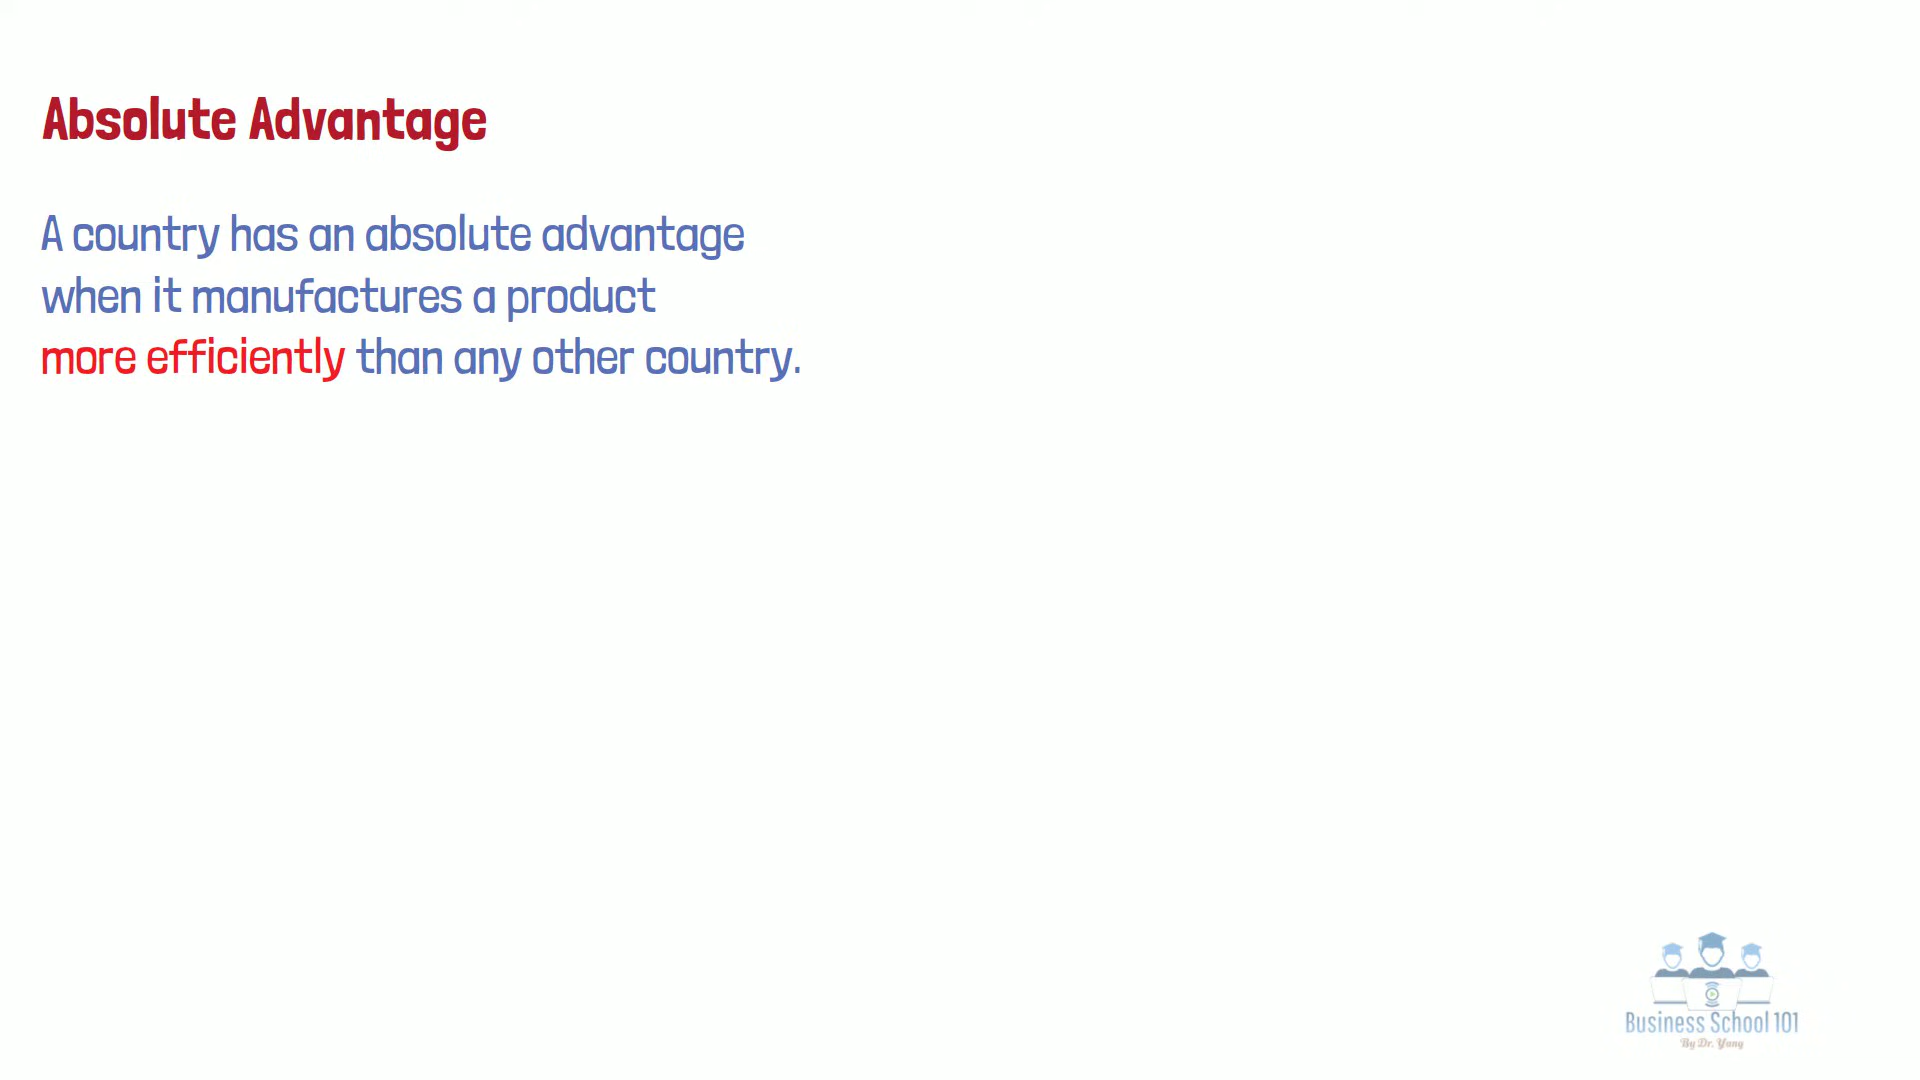 Absolute Advantage
A country has an absolute advantage
when it manufactures a product
more efficiently than any other country.
Business School 101
By Dr. Yang